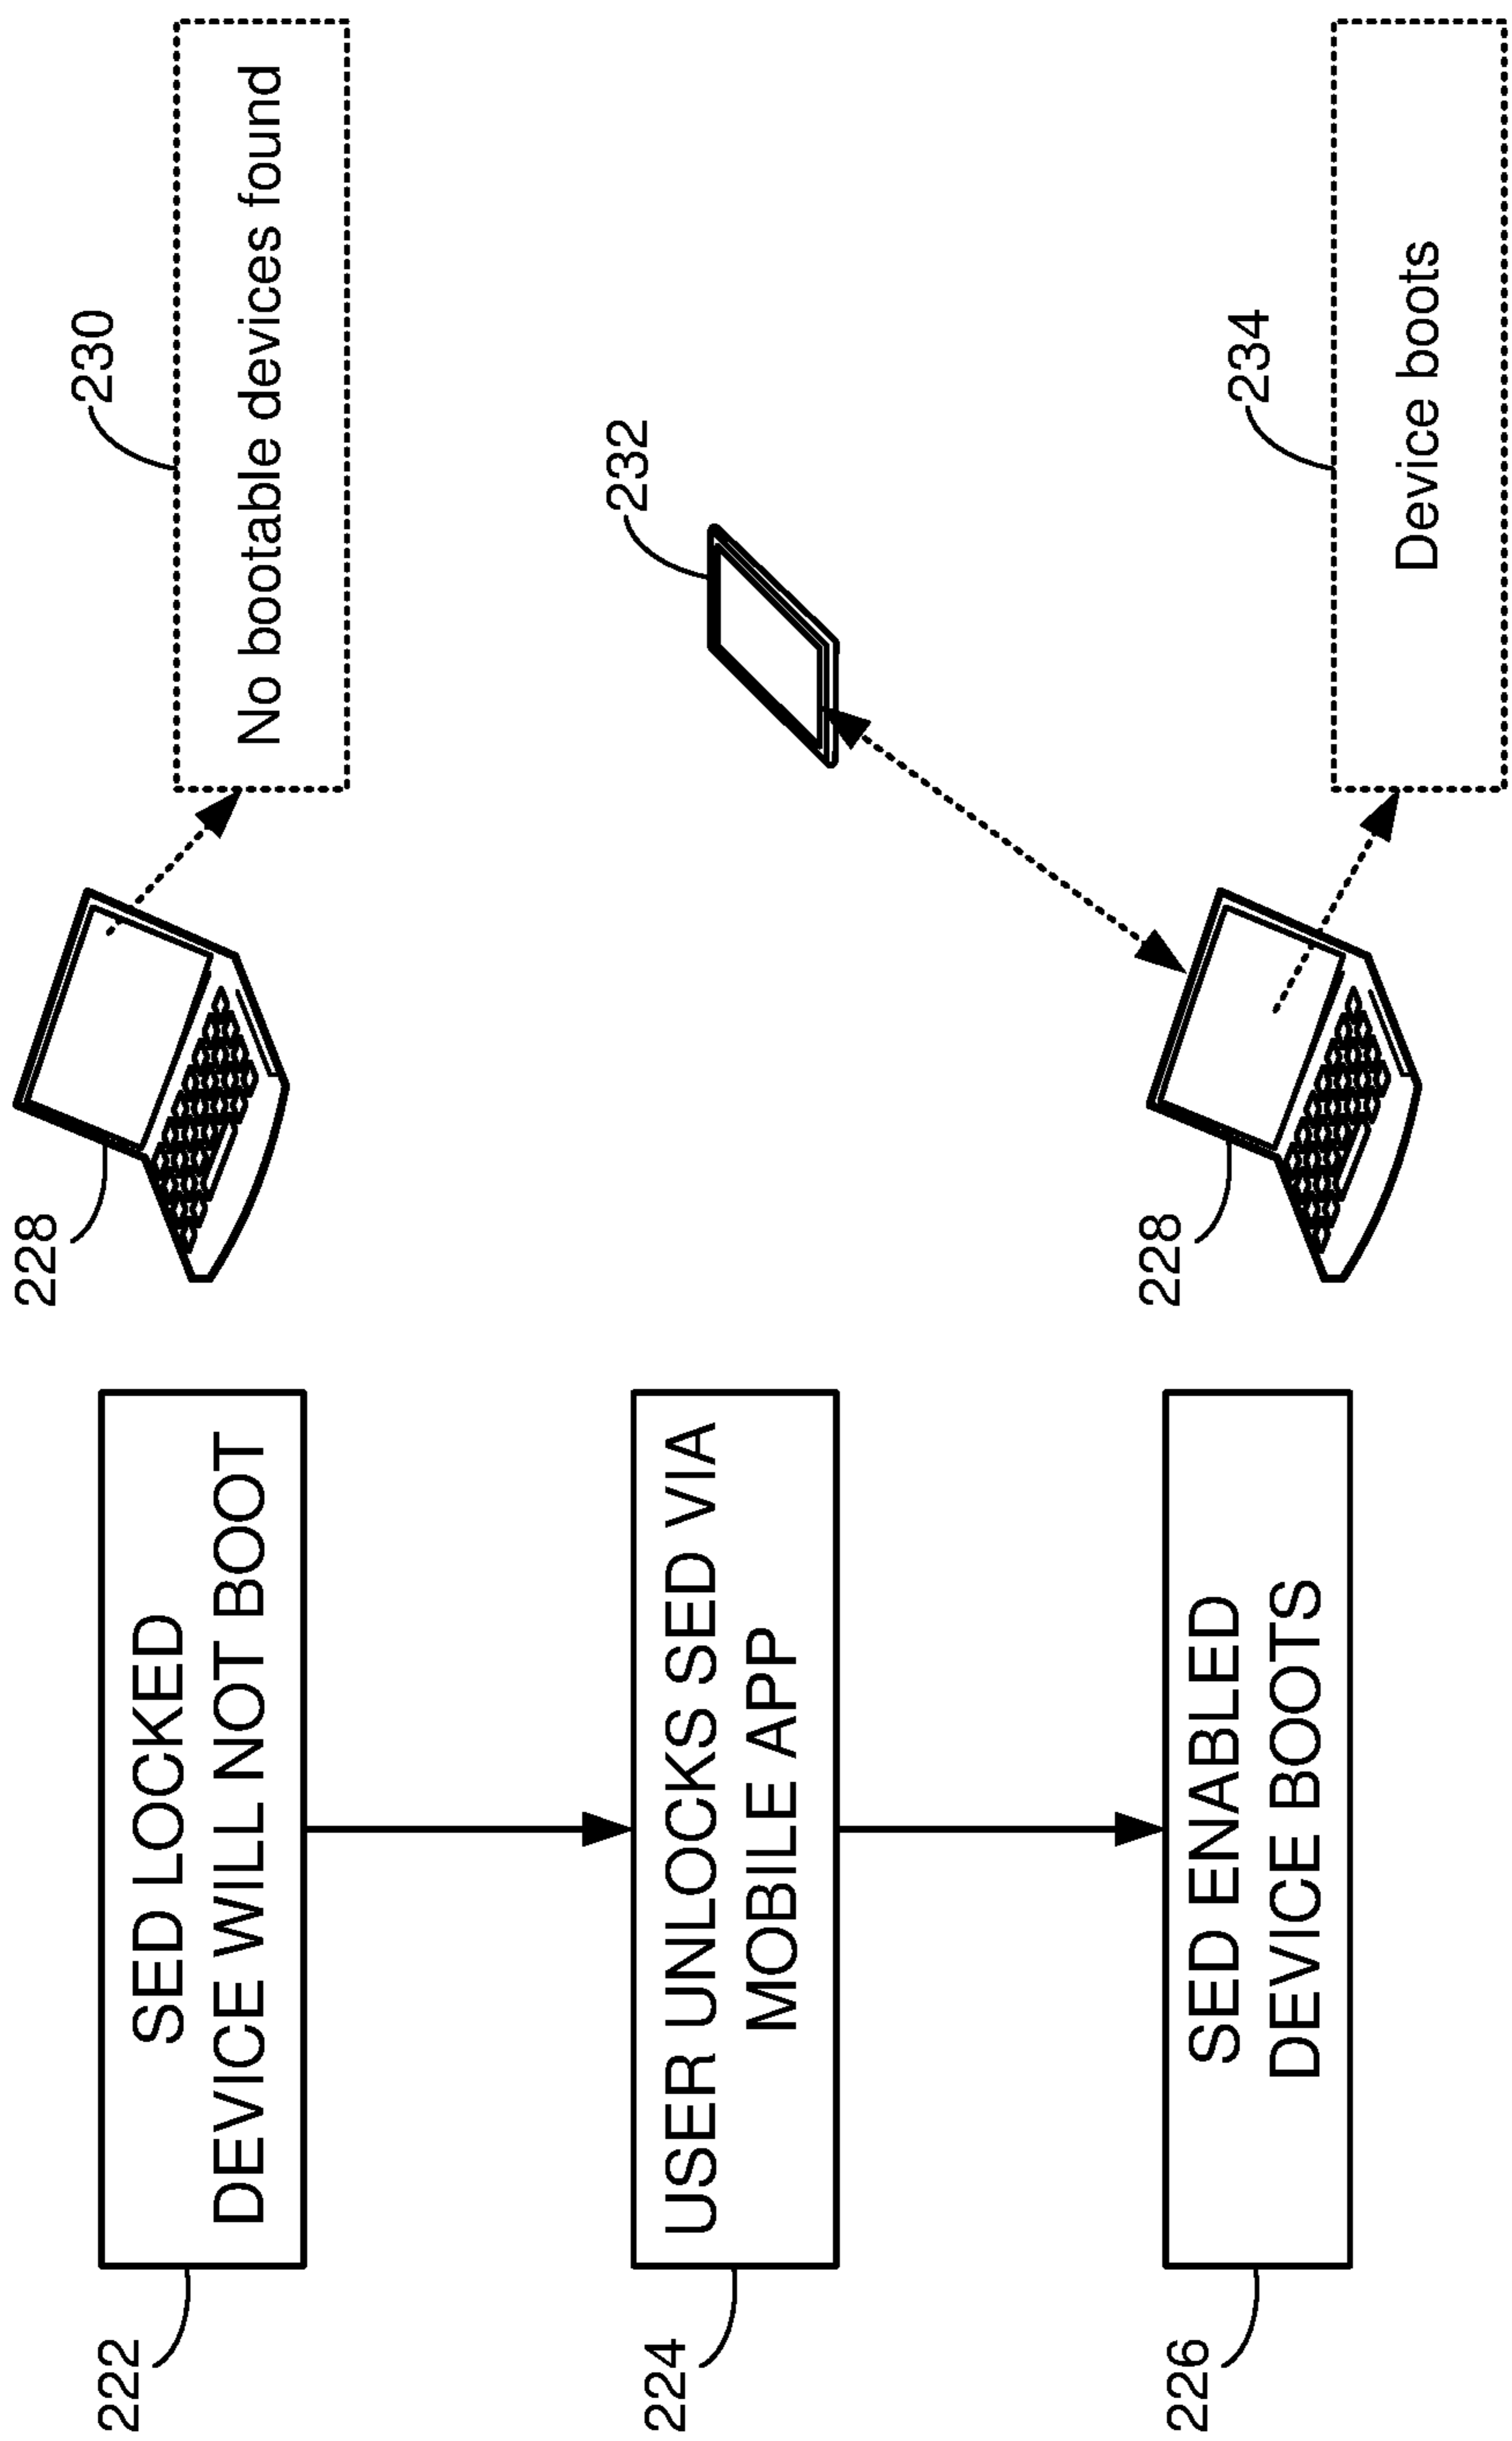 222
SED LOCKED
DEVICE WILL NOT BOOT
228
230
No bootable devices found
224
USER UNLOCKS SED VIA
MOBILE APP
232
226
SED ENABLED
DEVICE BOOTS
228
234
Device boots